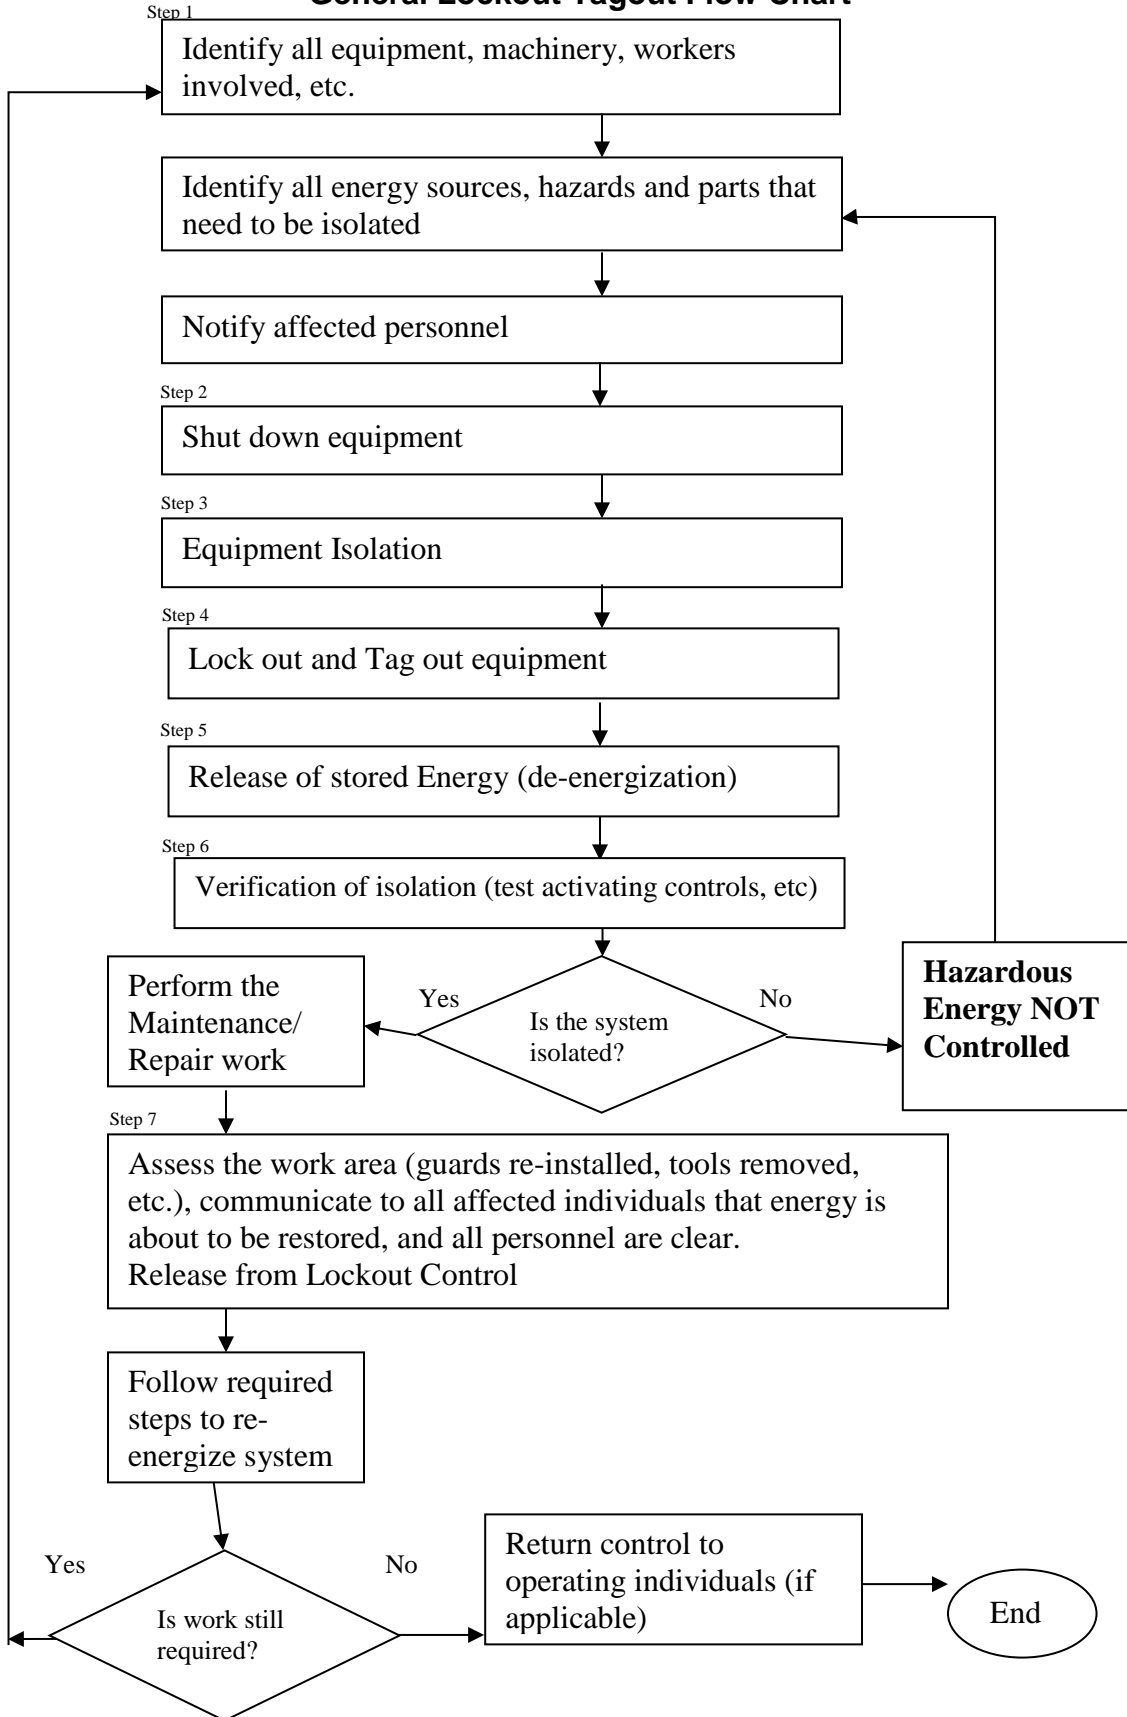 General Lockout Tagout Flow Chart
Step 1
Identify all equipment, machinery, workers
involved, etc.
Identify all energy sources, hazards and parts that
need to be isolated
Notify affected personnel
Step 2
Shut down equipment
Step 3
Equipment Isolation
Step 4
Lock out and Tag out equipment
Step 5
Release of stored Energy (de-energization)
Step 6
Verification of isolation (test activating controls, etc)
Perform the
Maintenance/
Repair work
Yes
Is the system
isolated?
No
Hazardous
Energy NOT
Controlled
Step 7
Assess the work area (guards re-installed, tools removed,
etc.), communicate to all affected individuals that energy is
about to be restored, and all personnel are clear.
Release from Lockout Control
Follow required
steps to re-
energize system
Yes
Is work still
required?
No
Return control to
operating individuals (if
applicable)
End